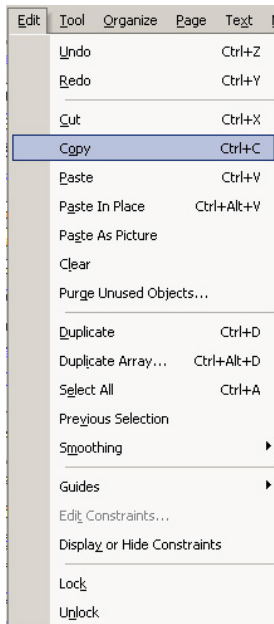 Edit Tool Organize Page Text
Undo Ctrl+Z
Redo Ctrl+Y
Cut Ctrl+X
Copy Ctrl+C
Paste Ctrl+V
Paste In Place Ctrl+Alt+V
Paste As Picture
Clear
Purge Unused Objects...
Duplicate Ctrl+D
Duplicate Array... Ctrl+Alt+D
Select All Ctrl+A
Previous Selection
Smoothing
Guides
Edit Constraints...
Display or Hide Constraints
Lock
Unlock